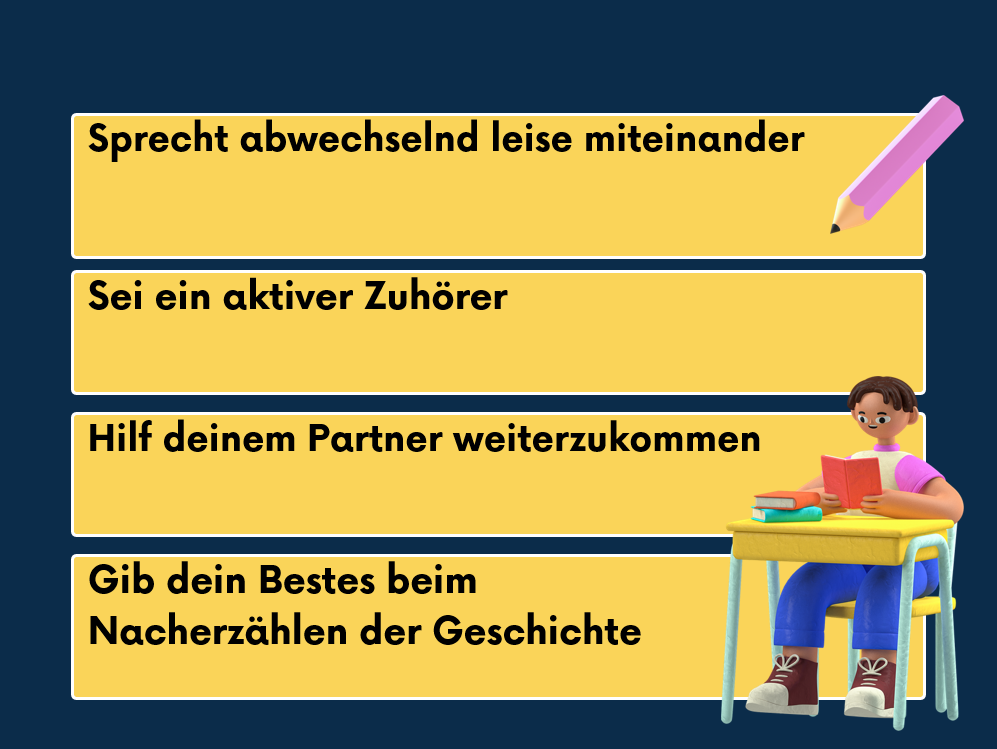 Sprecht abwechselnd leise miteinander
Sei ein aktiver Zuhörer
Hilf deinem Partner weiterzukommen
Gib dein Bestes beim
Nacherzählen der Geschichte